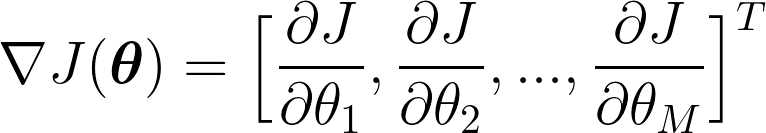 ∇J(𝜽) = [∂J/∂θ₁, ∂J/∂θ₂, ..., ∂J/∂θ_M]ᵀ